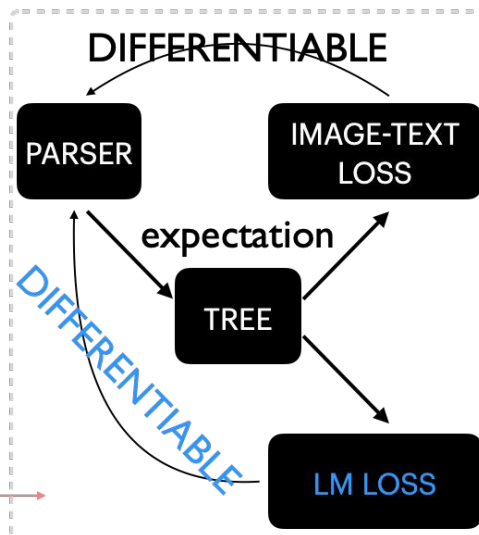 DIFFERENTIABLE
PARSER
IMAGE-TEXT
LOSS
expectation
TREE
DIFFERENTIABLE
LM LOSS